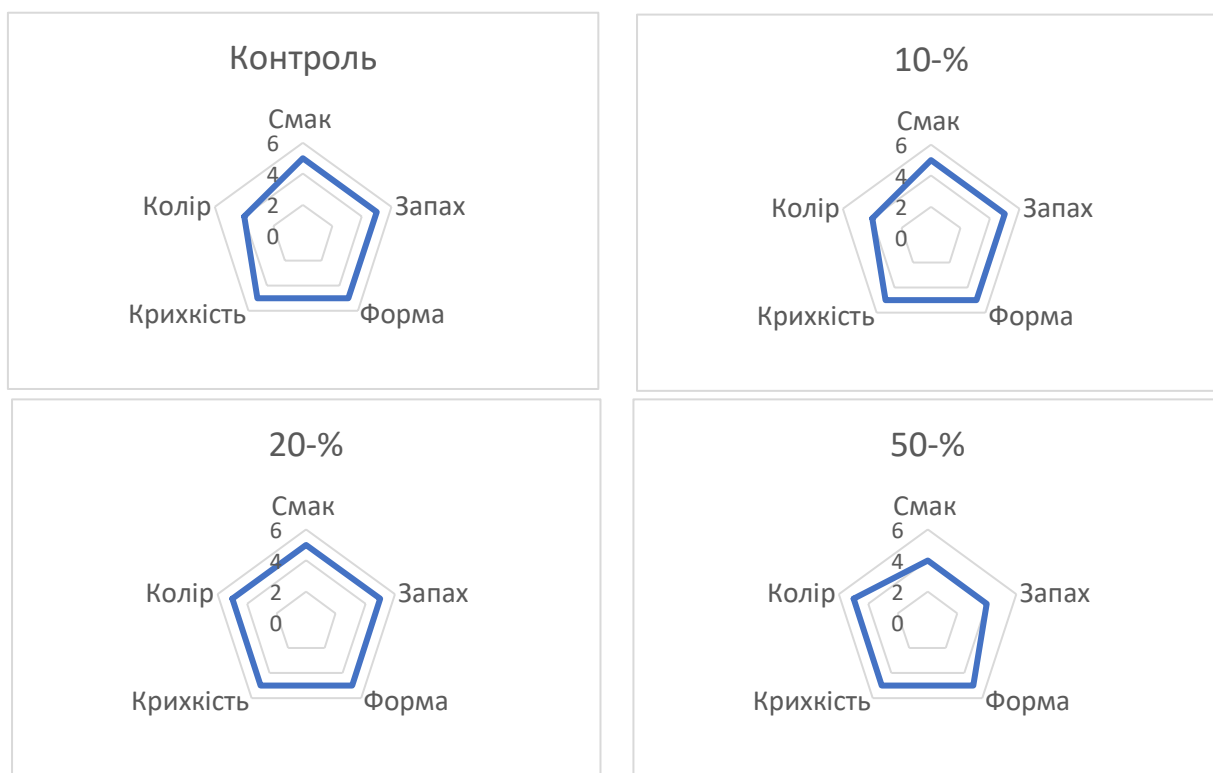 Контроль
Смак
6
4
2
0
Запах
Форма
Крихкість
Колір
10-%
Смак
6
4
2
0
Запах
Форма
Крихкість
Колір
20-%
Смак
6
4
2
0
Запах
Форма
Крихкість
Колір
50-%
Смак
6
4
2
0
Запах
Форма
Крихкість
Колір